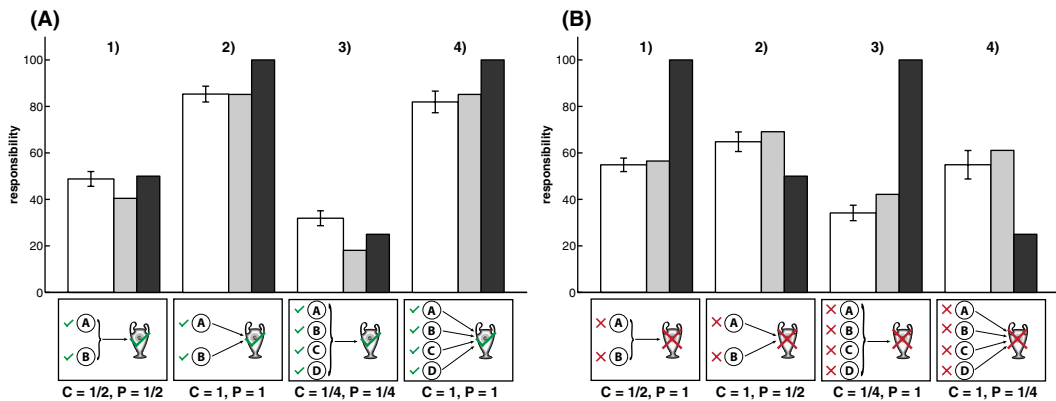 (A)
1) 2) 3) 4)
100
80
60
40
20
0
responsibility
A
B
A
B
A
B
C
D
A
B
C
D
C = 1/2, P = 1/2
C = 1, P = 1
C = 1/4, P = 1/4
C = 1, P = 1
(B)
1) 2) 3) 4)
100
80
60
40
20
0
responsibility
A
B
A
B
A
B
C
D
A
B
C
D
C = 1/2, P = 1
C = 1, P = 1/2
C = 1/4, P = 1
C = 1, P = 1/4